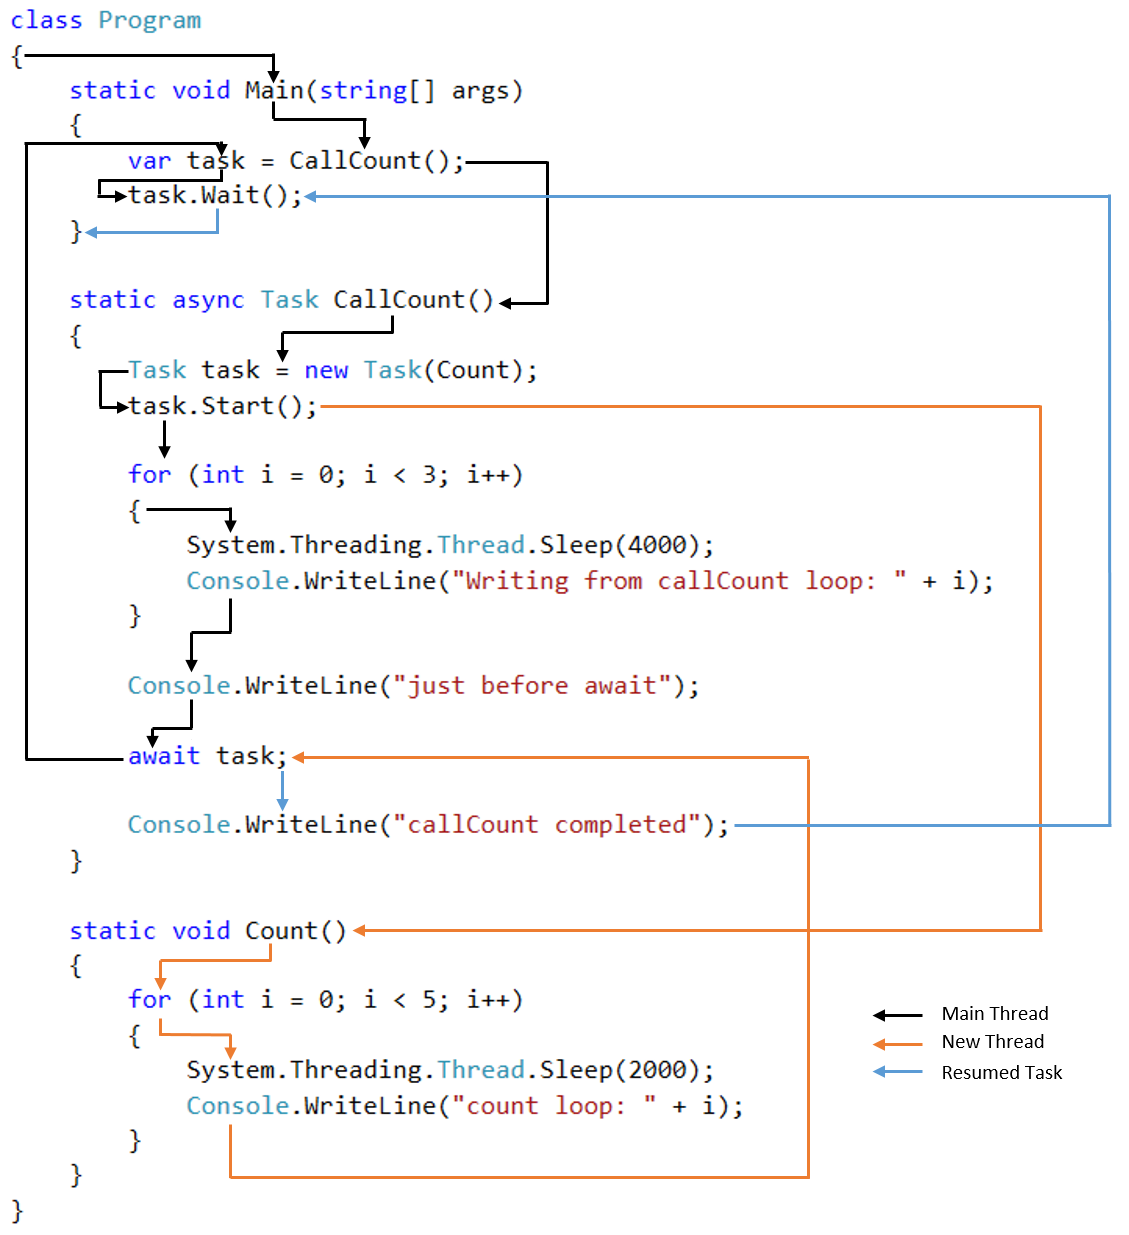 class Program
{
static void Main(string[] args)
{
var task = CallCount();
task.Wait();
}
static async Task CallCount()
{
Task task = new Task(Count);
task.Start();
for (int i = 0; i < 3; i++)
{
System.Threading.Thread.Sleep(4000);
Console.WriteLine("Writing from callCount loop: " + i);
}
Console.WriteLine("just before await");
await task;
Console.WriteLine("callCount completed");
}
static void Count()
{
for (int i = 0; i < 5; i++)
{
System.Threading.Thread.Sleep(2000);
Console.WriteLine("count loop: " + i);
}
}
}
Main Thread
New Thread
Resumed Task